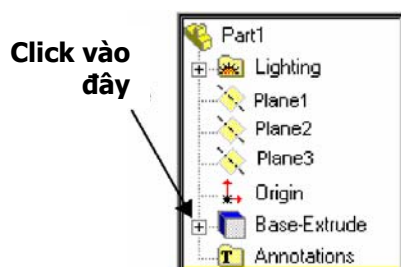 Click vào
đây
Part1
Lighting
Plane1
Plane2
Plane3
Origin
Base-Extrude
T Annotations